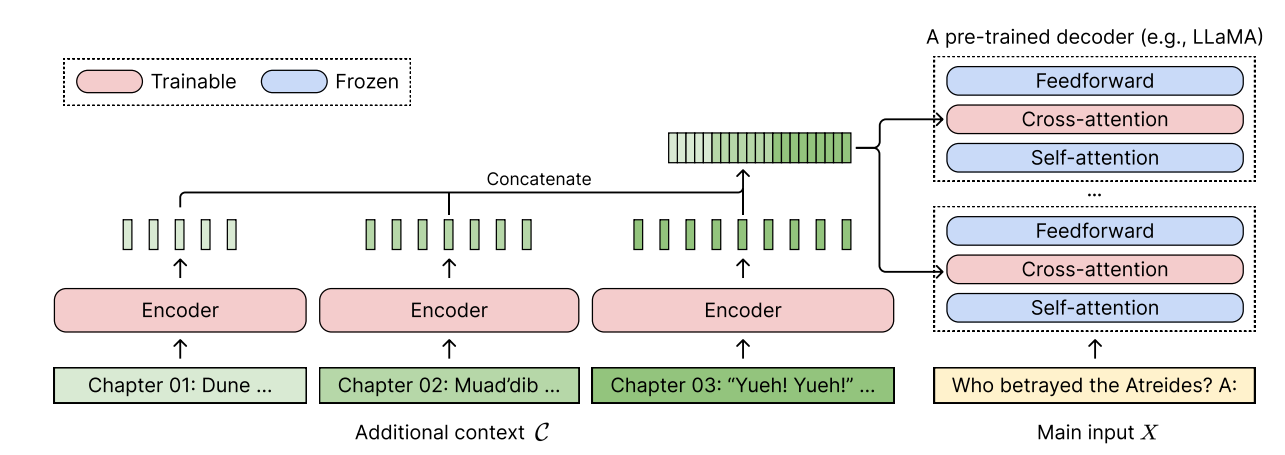 A pre-trained decoder (e.g., LLaMA)
Trainable
Frozen
Feedforward
Cross-attention
Self-attention
...
Concatenate
Feedforward
Cross-attention
Self-attention
Encoder
Encoder
Encoder
Chapter 01: Dune ...
Chapter 02: Muad’dib ...
Chapter 03: “Yueh! Yueh!” ...
Who betrayed the Atreides? A:
Additional context 𝒞
Main input X